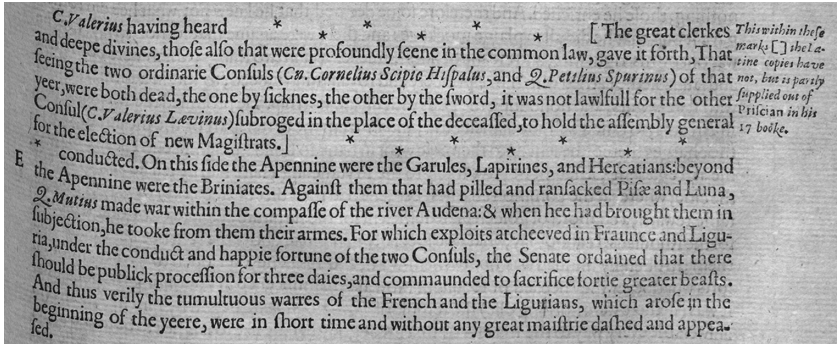 C. Valerius having heard * * * * * * [ The great clerkes
and deepe divines, thoſe alſo that were profoundly ſeene in the common law, gave it forth, That
ſeeing the two ordinarie Conſuls (Cn. Cornelius Scipio Hiſpalus, and Q. Petilius Spurinus) of that
yeer, were both dead, the one by ſicknes, the other by the ſword, it was not lawlfull for the other
Conſul (C. Valerius Lævinus) ſubroged in the place of the deceaſſed, to hold the aſſembly general
for the election of new Magiſtrats.] * * * * * *
* conducted. On this ſide the Apennine were the Garules, Lapirines, and Hercatians: beyond
E the Apennine were the Briniates. Againſt them that had pilled and ranſacked Piſæ and Luna,
Q. Mutius made war within the compaſſe of the river Audena: & when hee had brought them in
ſubjection, he tooke from them their armes. For which exploits atcheeved in Fraunce and Ligu-
ria, under the conduct and happie fortune of the two Conſuls, the Senate ordained that there
ſhould be publick proceſſion for three daies, and commaunded to ſacrifice fortie greater beaſts.
And thus verily the tumultuous warres of the French and the Ligurians, which aroſe in the
beginning of the yeere, were in ſhort time and without any great maiſtrie daſhed and appea-
ſed.
This within theſe
marks [ ] the La-
tine copies have
not, but is partly
ſupplied out of
Priſcian in his
17 booke.